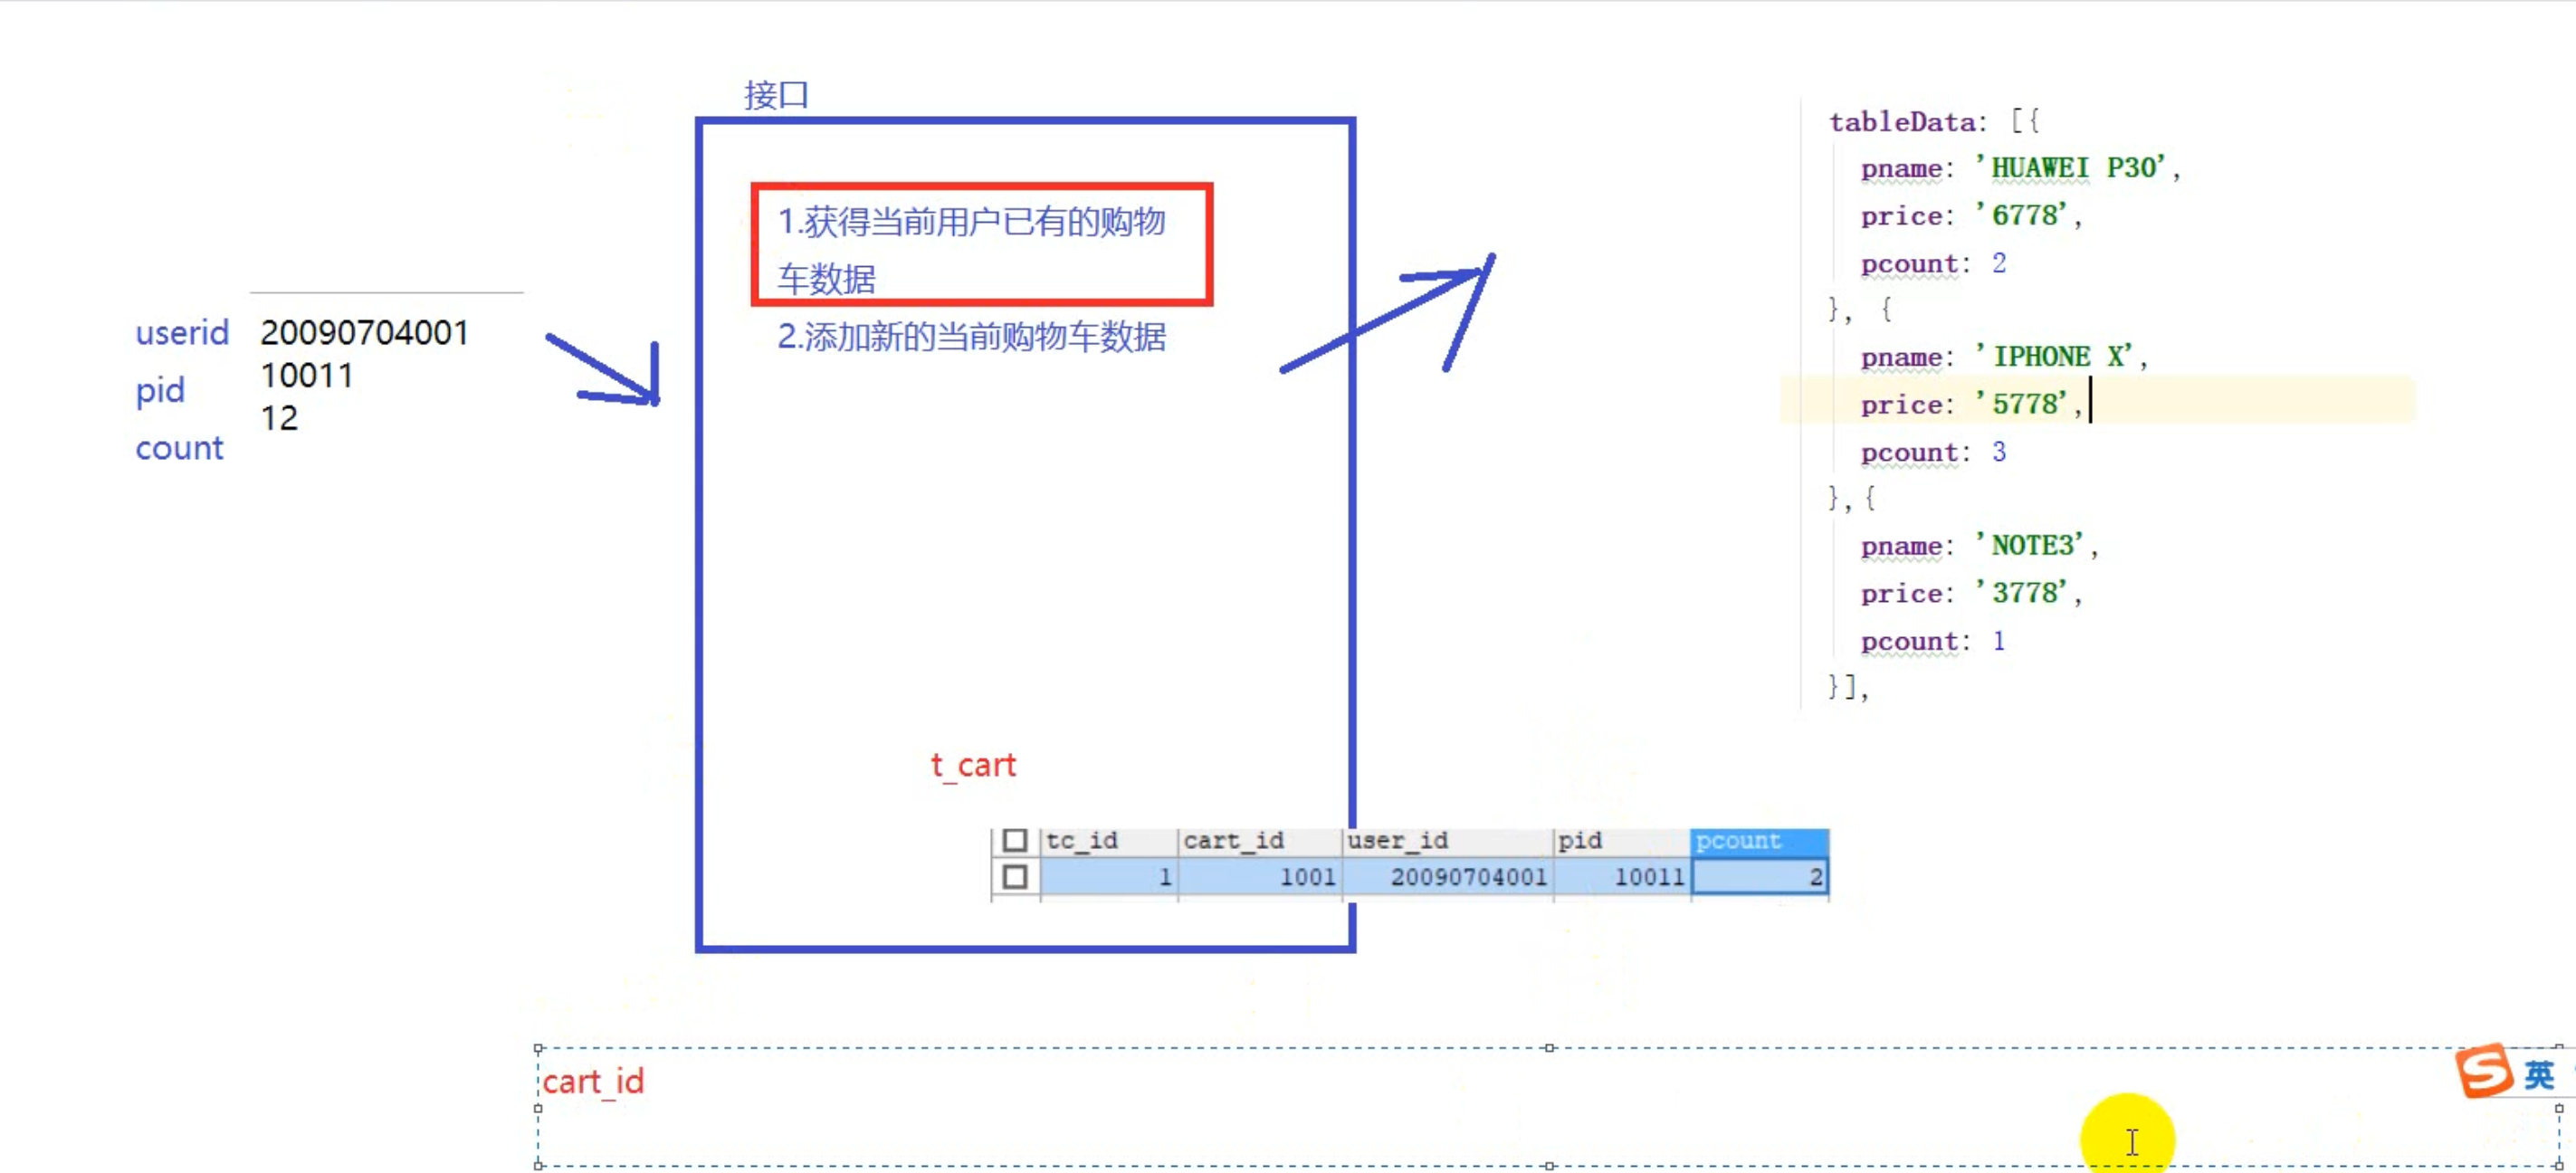 接口
1.获得当前用户已有的购物
车数据
2.添加新的当前购物车数据
userid 20090704001
pid 10011
count 12
tableData: [{
pname: 'HUAWEI P30',
price: '6778',
pcount: 2
}, {
pname: 'IPHONE X',
price: '5778',
pcount: 3
},{
pname: 'NOTE3',
price: '3778',
pcount: 1
}],
t_cart
tc_id cart_id user_id pid pcount
1 1001 20090704001 10011 2
cart_id
S 英